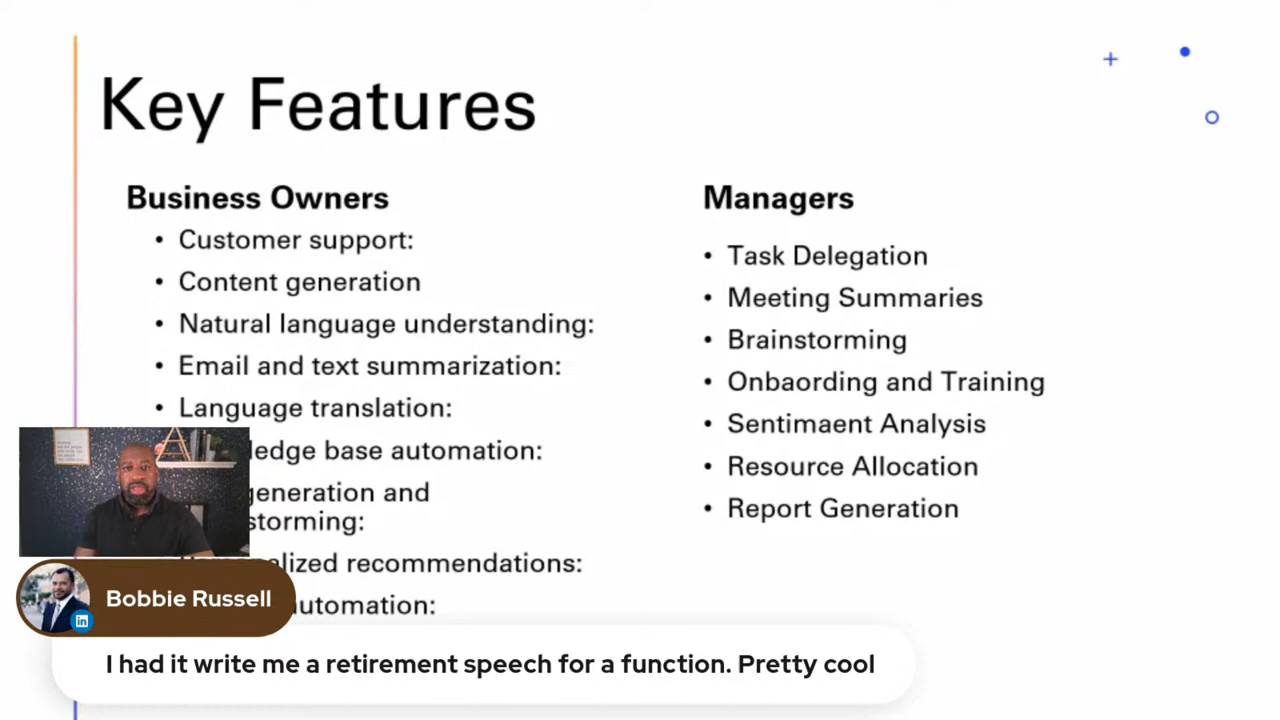 Key Features
Business Owners
• Customer support:
• Content generation
• Natural language understanding:
• Email and text summarization:
• Language translation:
ledge base automation:
generation and
storming:
alized recommendations:
automation:
Managers
• Task Delegation
• Meeting Summaries
• Brainstorming
• Onbaording and Training
• Sentimaent Analysis
• Resource Allocation
• Report Generation
Bobbie Russell
in
I had it write me a retirement speech for a function. Pretty cool